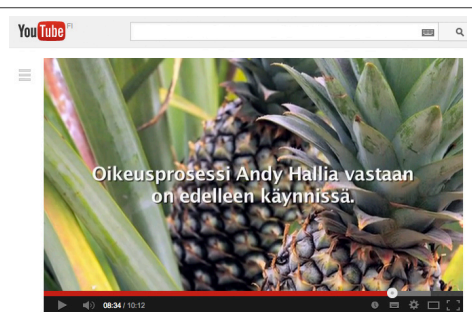 YouTube FI
Oikeusprosessi Andy Hallia vastaan
on edelleen käynnissä.
08:34 / 10:12